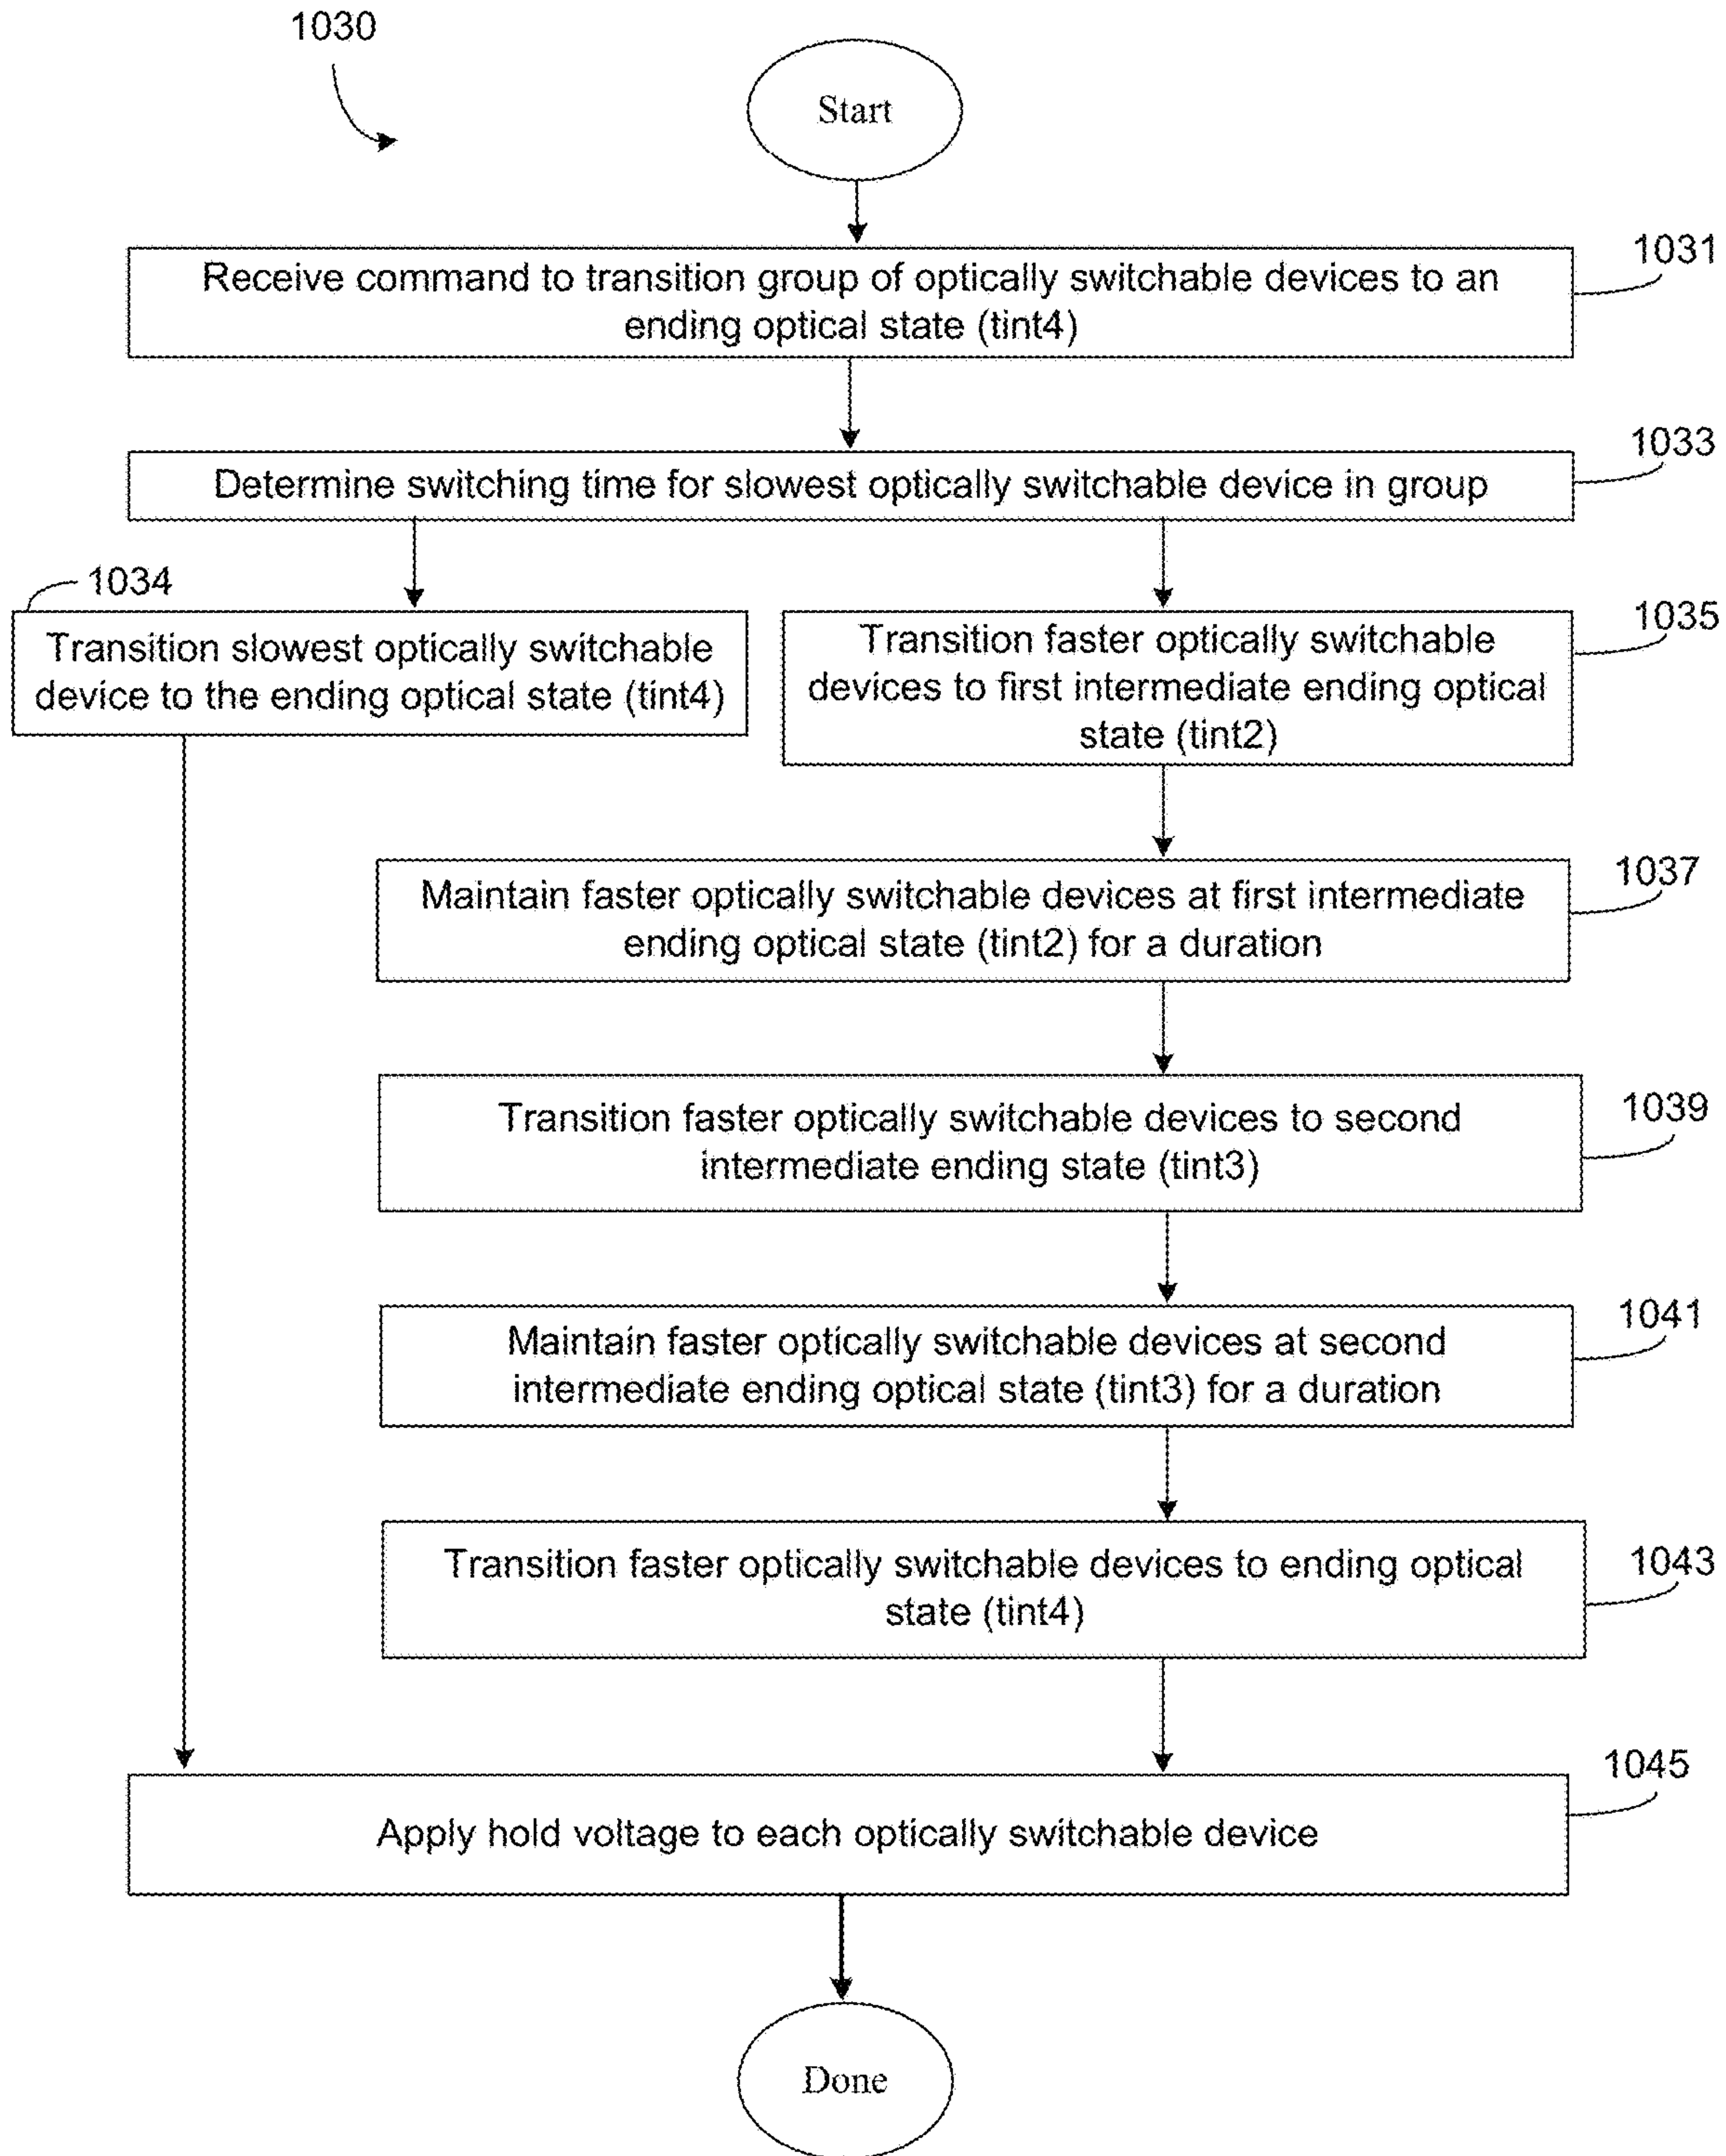 1030
Start
1031
Receive command to transition group of optically switchable devices to an
ending optical state (tint4)
1033
Determine switching time for slowest optically switchable device in group
1034
Transition slowest optically switchable
device to the ending optical state (tint4)
1035
Transition faster optically switchable
devices to first intermediate ending optical
state (tint2)
1037
Maintain faster optically switchable devices at first intermediate
ending optical state (tint2) for a duration
1039
Transition faster optically switchable devices to second
intermediate ending state (tint3)
1041
Maintain faster optically switchable devices at second
intermediate ending optical state (tint3) for a duration
1043
Transition faster optically switchable devices to ending optical
state (tint4)
1045
Apply hold voltage to each optically switchable device
Done